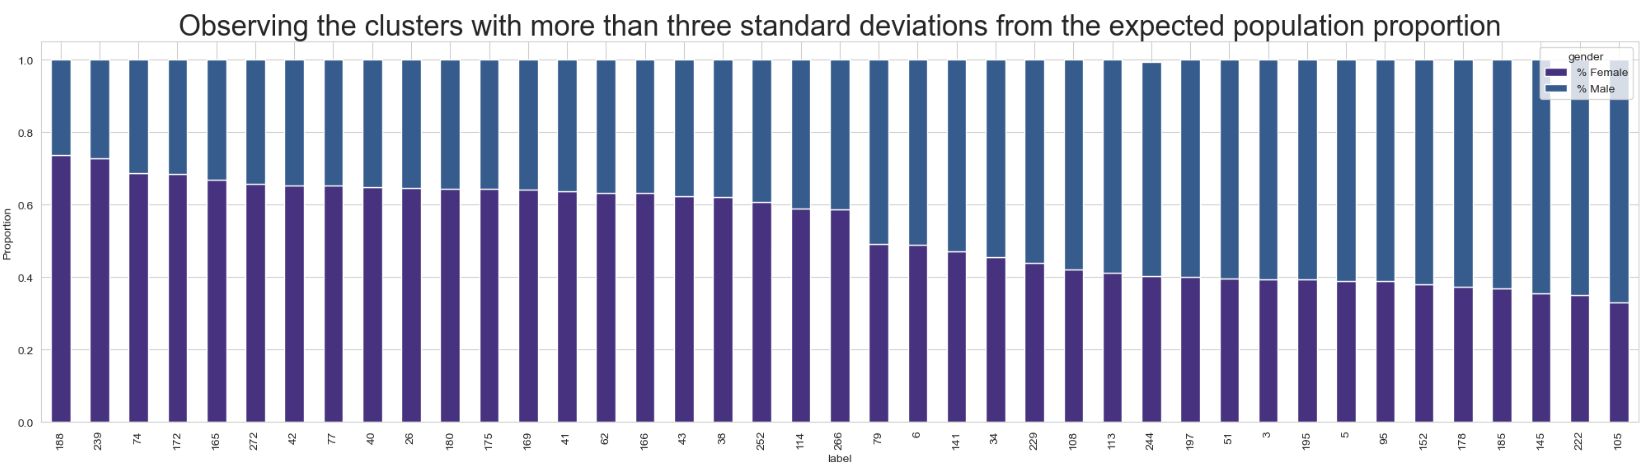 Observing the clusters with more than three standard deviations from the expected population proportion
gender
% Female
% Male
Proportion
1.0
0.8
0.6
0.4
0.2
0.0
188 239 74 172 165 272 42 77 40 26 180 175 169 41 62 166 43 38 252 114 266 79 6 141 34 229 108 113 244 197 51 3 195 5 95 152 178 185 145 222 105
label